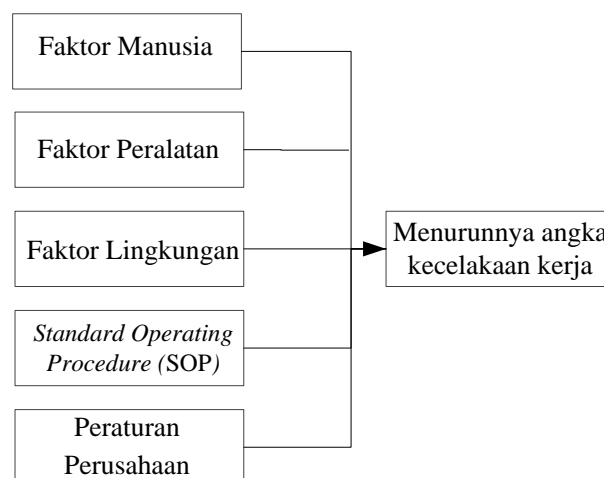 Faktor Manusia
Faktor Peralatan
Faktor Lingkungan
Standard Operating
Procedure (SOP)
Peraturan
Perusahaan
Menurunnya angka
kecelakaan kerja